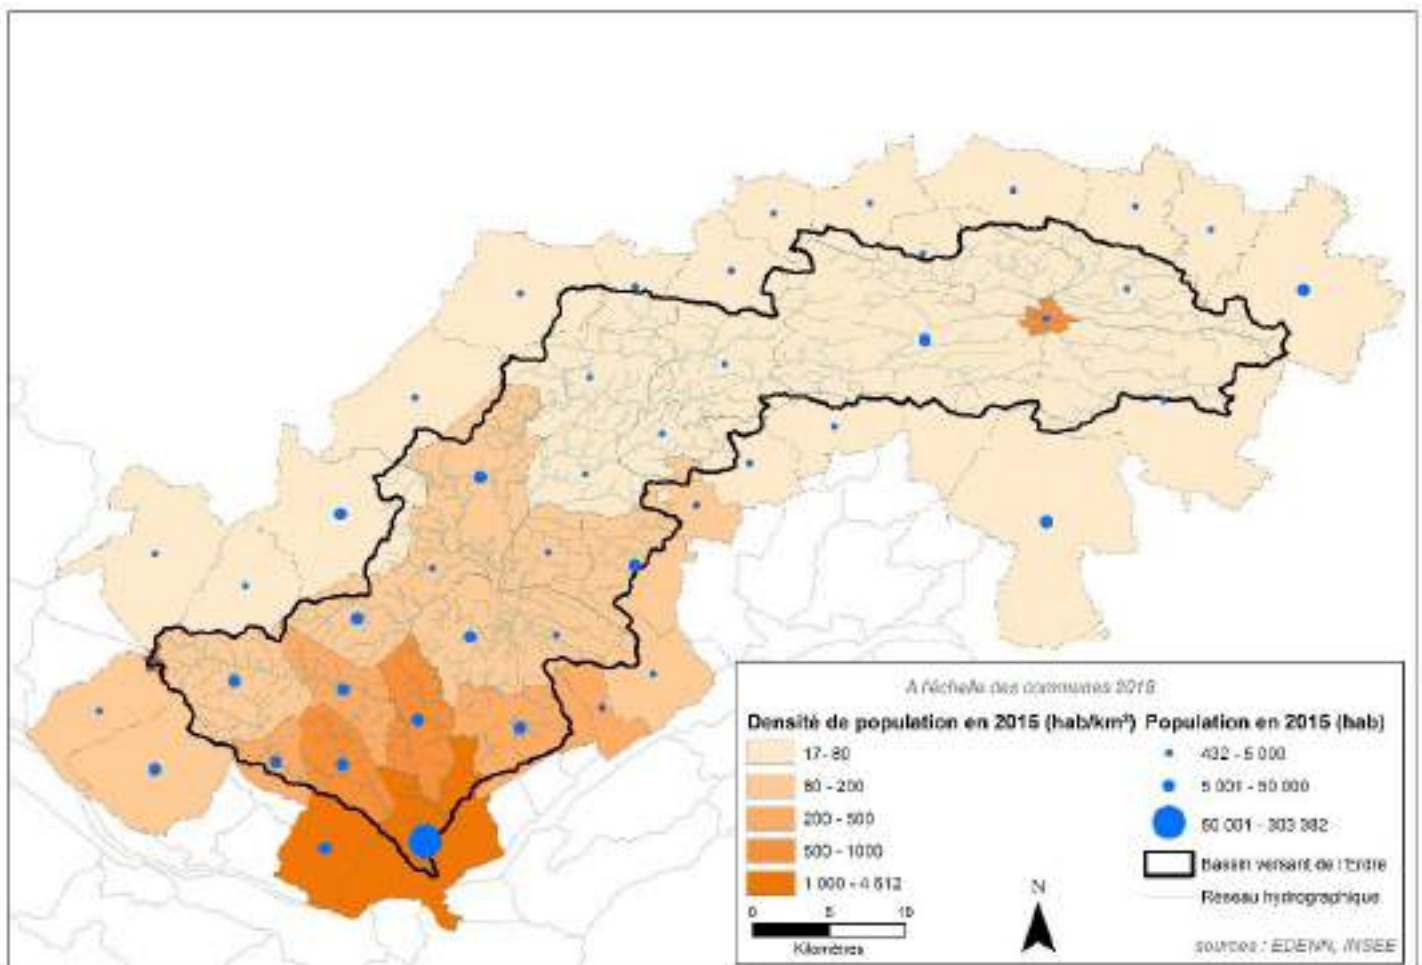 A l'échelle des communes 2018
Densité de population en 2015 (hab/km²)
17 - 80
80 - 200
200 - 500
500 - 1000
1 000 - 4 612
0 5 10
Kilomètres
Population en 2015 (hab)
432 - 5 000
5 001 - 50 000
50 001 - 303 382
Bassin versant de l'Erdre
Réseau hydrographique
N
sources : EDENN, INSEE